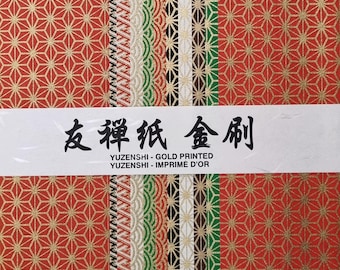 友禅紙 金刷
YUZENSHI - GOLD PRINTED
YUZENSHI - IMPRIME D'OR